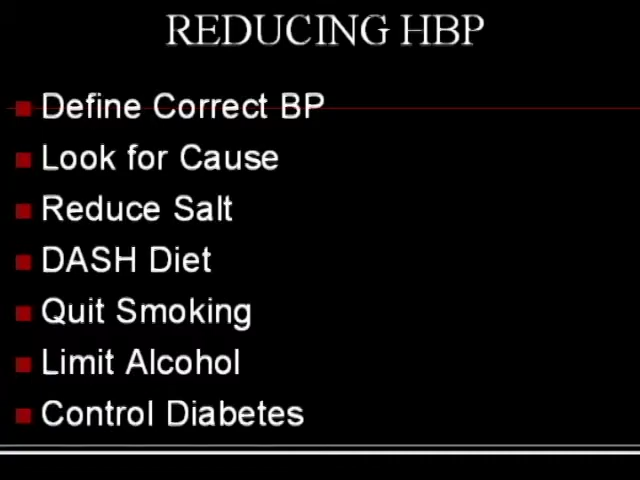 REDUCING HBP
Define Correct BP
Look for Cause
Reduce Salt
DASH Diet
Quit Smoking
Limit Alcohol
Control Diabetes